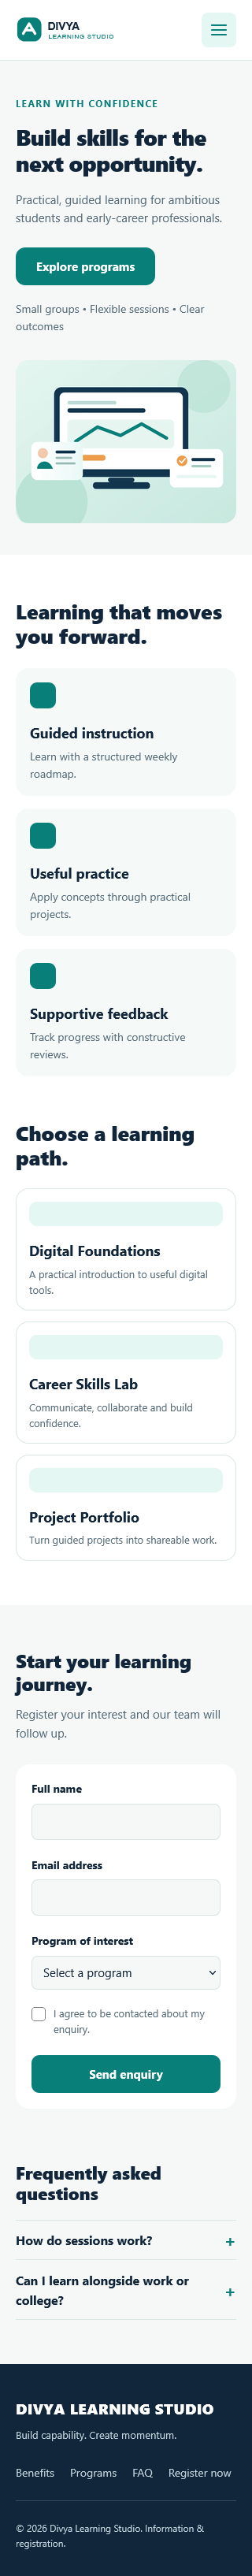 DIVYA
LEARNING STUDIO
LEARN WITH CONFIDENCE
Build skills for the
next opportunity.
Practical, guided learning for ambitious
students and early-career professionals.
Explore programs
Small groups • Flexible sessions • Clear
outcomes
Learning that moves
you forward.
Guided instruction
Learn with a structured weekly
roadmap.
Useful practice
Apply concepts through practical
projects.
Supportive feedback
Track progress with constructive
reviews.
Choose a learning
path.
Digital Foundations
A practical introduction to useful digital
tools.
Career Skills Lab
Communicate, collaborate and build
confidence.
Project Portfolio
Turn guided projects into shareable work.
Start your learning
journey.
Register your interest and our team will
follow up.
Full name
Email address
Program of interest
Select a program
I agree to be contacted about my
enquiry.
Send enquiry
Frequently asked
questions
How do sessions work? +
Can I learn alongside work or
college? +
DIVYA LEARNING STUDIO
Build capability. Create momentum.
Benefits Programs FAQ Register now
© 2026 Divya Learning Studio. Information &
registration.